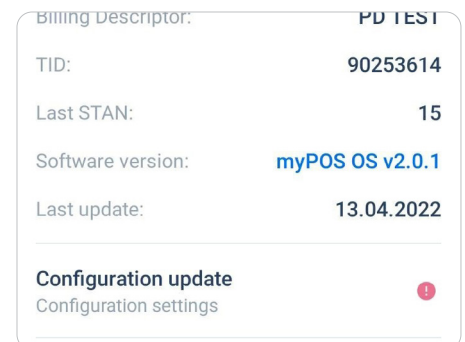 Billing Descriptor: PD TEST
TID: 90253614
Last STAN: 15
Software version: myPOS OS v2.0.1
Last update: 13.04.2022
Configuration update
Configuration settings
!